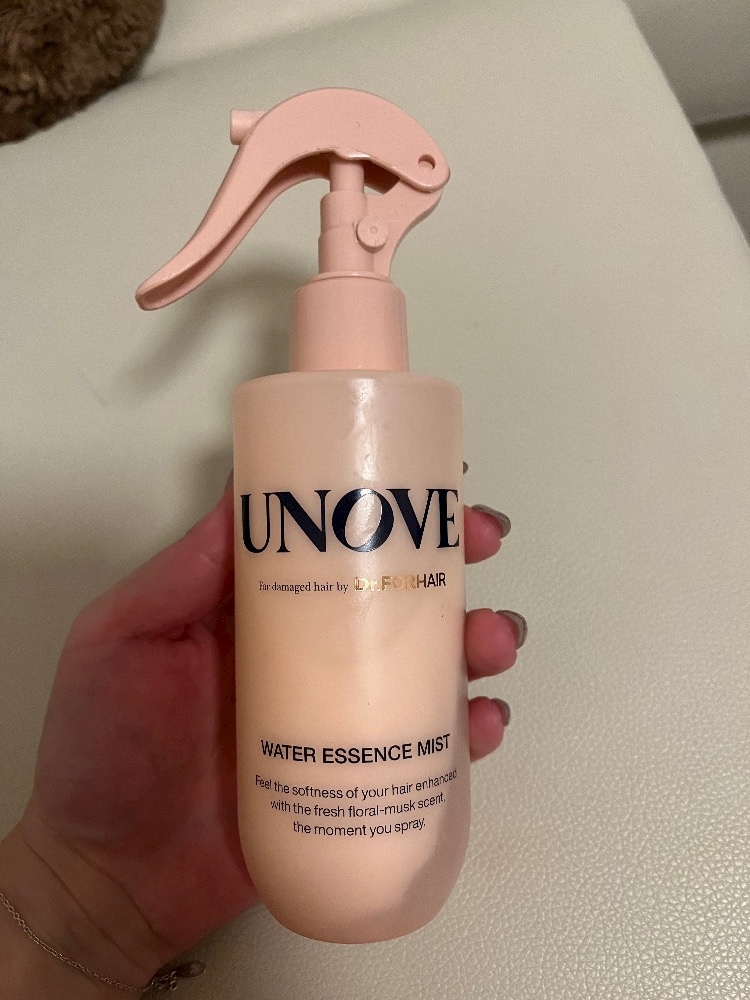 UNOVE
For damaged hair by Dr.FORHAIR
WATER ESSENCE MIST
Feel the softness of your hair enhanced
with the fresh floral-musk scent,
the moment you spray.